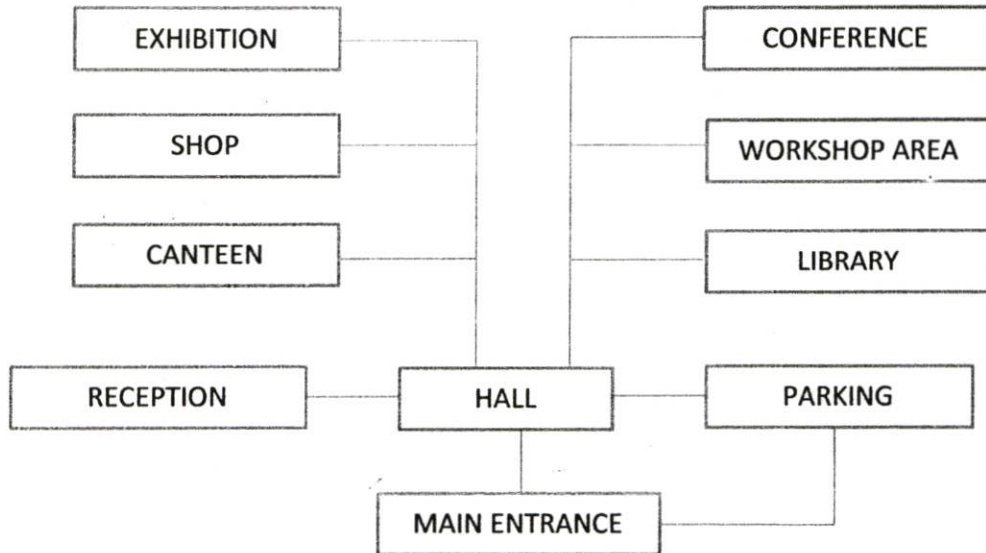 EXHIBITION
CONFERENCE
SHOP
WORKSHOP AREA
CANTEEN
LIBRARY
RECEPTION
HALL
PARKING
MAIN ENTRANCE